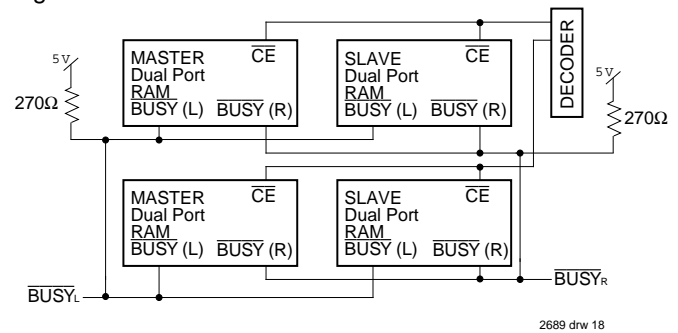 MASTER
Dual Port
RAM
BUSY (L) BUSY (R)
CE
SLAVE
Dual Port
RAM
BUSY (L) BUSY (R)
CE
DECODER
5V
270Ω
5V
270Ω
MASTER
Dual Port
RAM
BUSY (L) BUSY (R)
CE
SLAVE
Dual Port
RAM
BUSY (L) BUSY (R)
CE
BUSYL
BUSYR
2689 drw 18